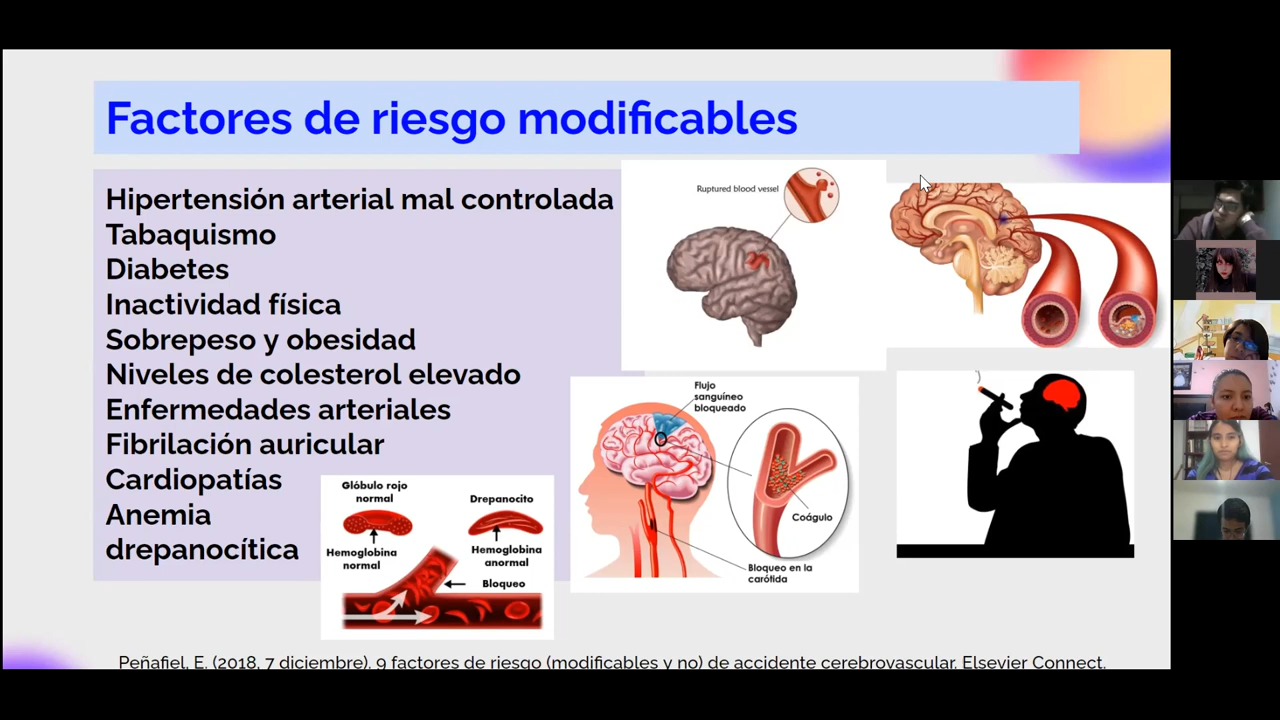 Factores de riesgo modificables
Hipertensión arterial mal controlada
Tabaquismo
Diabetes
Inactividad física
Sobrepeso y obesidad
Niveles de colesterol elevado
Enfermedades arteriales
Fibrilación auricular
Cardiopatías
Anemia
drepanocítica
Ruptured blood vessel
Flujo
sanguíneo
bloqueado
Coágulo
Bloqueo en la
carótida
Glóbulo rojo
normal
Drepanocito
Hemoglobina
normal
Hemoglobina
anormal
Bloqueo
Peñafiel, E. (2018, 7 diciembre). 9 factores de riesgo (modificables y no) de accidente cerebrovascular. Elsevier Connect.